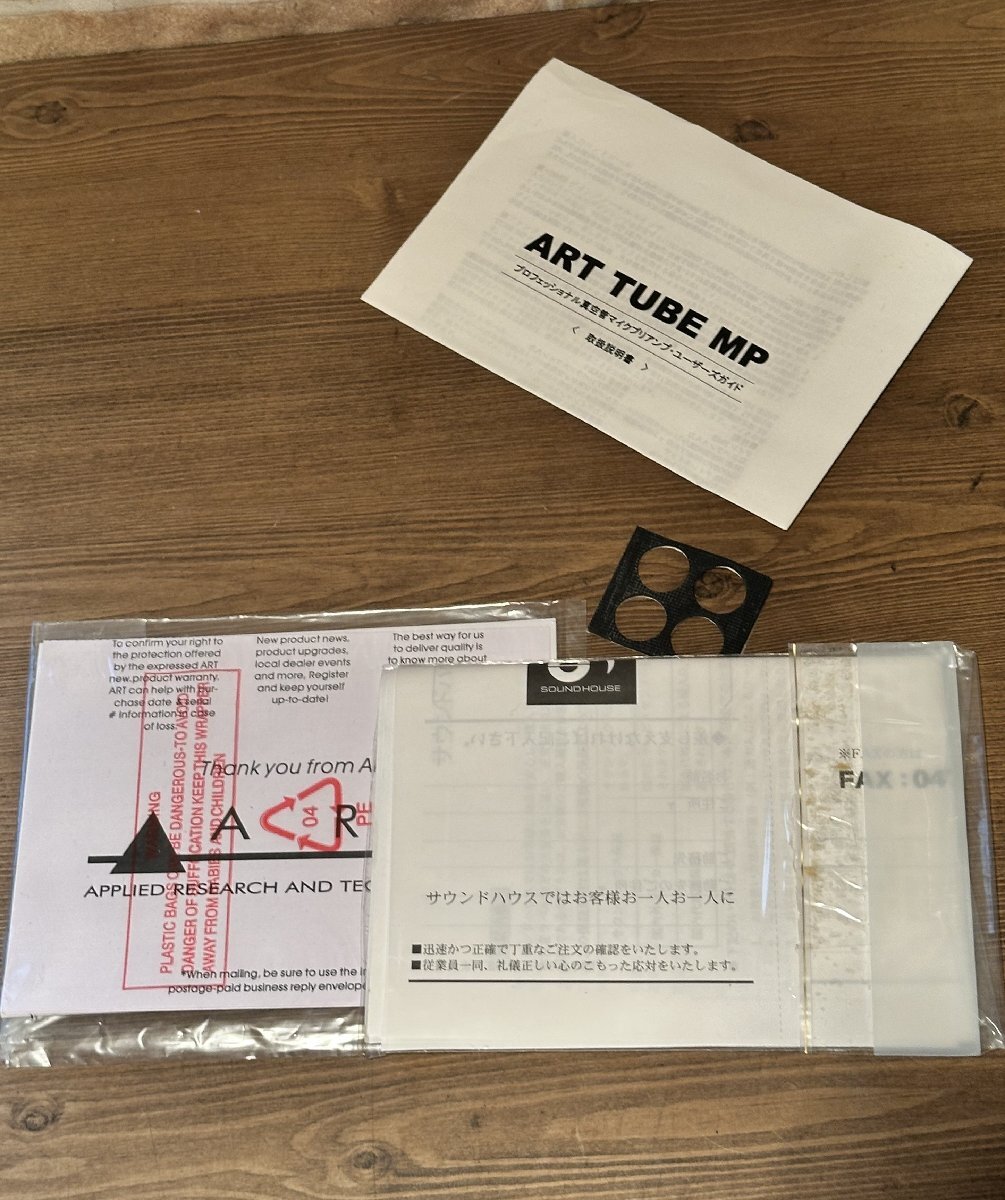 ART TUBE MP
プロフェッショナル真空管マイクプリアンプ・ユーザーズガイド
〈 取扱説明書 〉
To confirm your right to
the protection offered
by the expressed ART
new product warranty,
ART can help with pur-
chase date & serial
# Information in case
of loss.
New product news,
product upgrades,
local dealer events
and more, Register
and keep yourself
up-to-date!
The best way for us
to deliver quality is
to know more about
Thank you from A
A R
APPLIED RESEARCH AND TEC
*When mailing, be sure to use the
postage-paid business reply envelope
PLASTIC BAGS BE DANGEROUS-TO AVOID
DANGER OF SUFFOCATION KEEP THIS WRAPPER
AWAY FROM BABIES AND CHILDREN
04
PE
SOUNDHOUSE
サウンドハウスではお客様お一人お一人に
■迅速かつ正確で丁重なご注文の確認をいたします。
■従業員一同、礼儀正しい心のこもった応対をいたします。
※F
FAX : 04